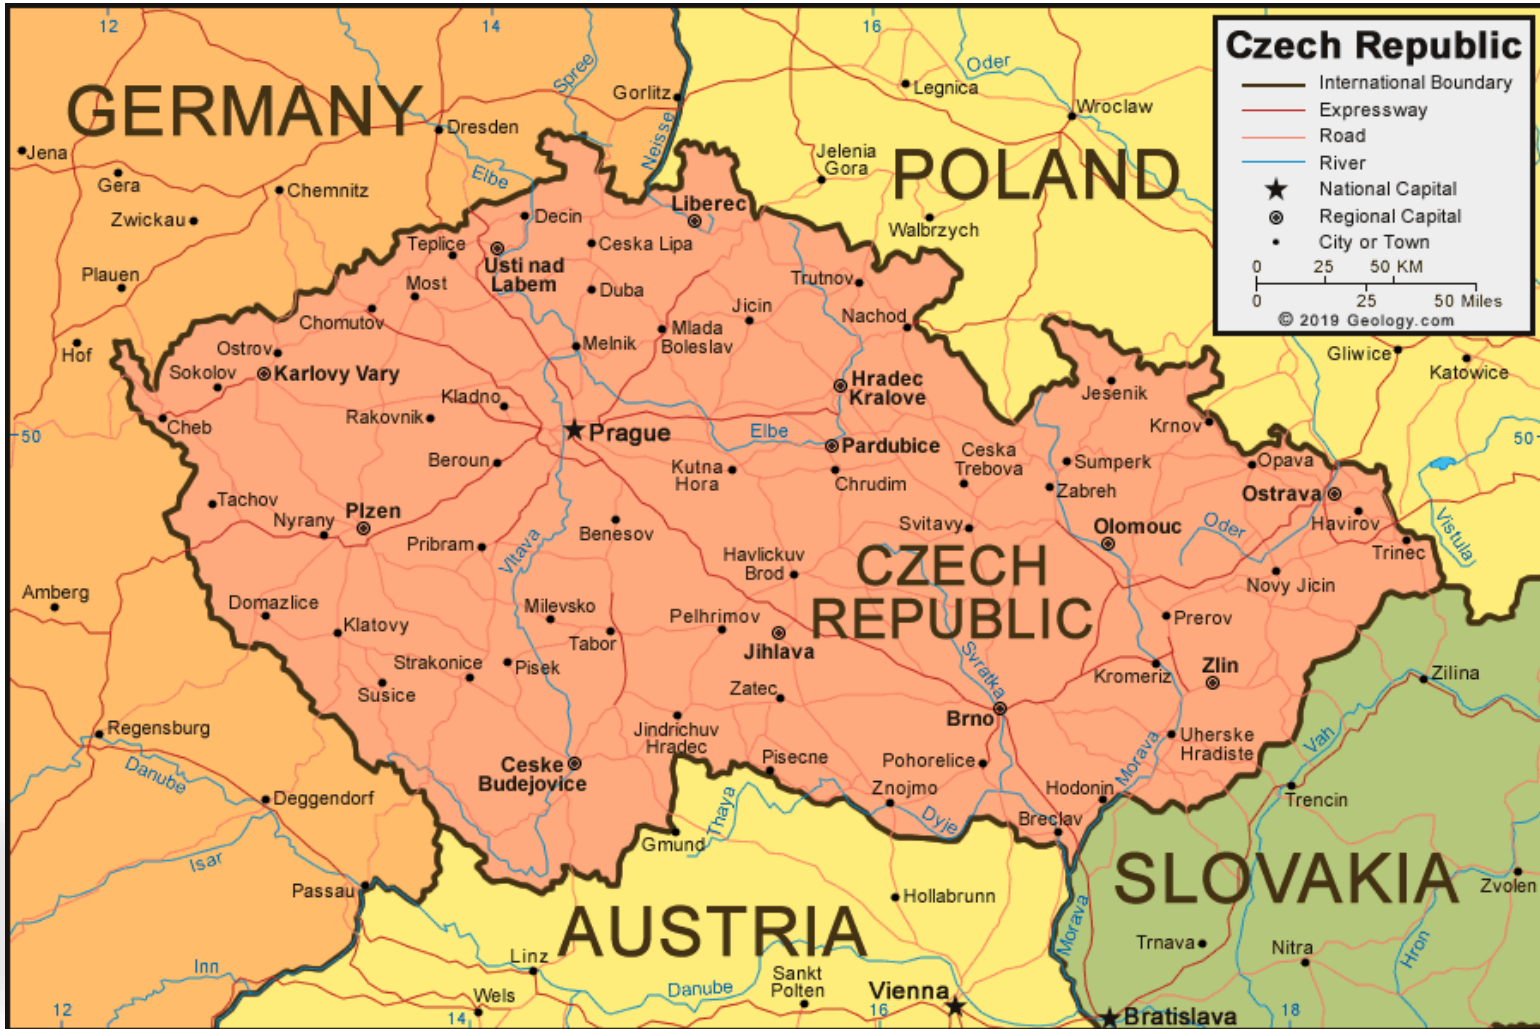 12
14
16
Czech Republic
International Boundary
Expressway
Road
River
National Capital
Regional Capital
City or Town
0 25 50 KM
0 25 50 Miles
© 2019 Geology.com
GERMANY
POLAND
CZECH
REPUBLIC
AUSTRIA
SLOVAKIA
Spree
Gorlitz
Neisse
Oder
Legnica
Wroclaw
Dresden
Jena
Gera
Chemnitz
Elbe
Jelenia
Gora
Zwickau
Decin
Liberec
Walbrzych
Teplice
Ceska Lipa
Usti nad
Labem
Plauen
Most
Duba
Trutnov
Jicin
Chomutov
Mlada
Boleslav
Nachod
Hof
Ostrov
Melnik
Gliwice
Katowice
Sokolov
Karlovy Vary
Hradec
Kralove
Jesenik
Kladno
Rakovnik
Cheb
Krnov
50
Prague
Elbe
Pardubice
50
Beroun
Kutna
Hora
Chrudim
Ceska
Trebova
Sumperk
Zabreh
Opava
Ostrava
Tachov
Nyrany
Plzen
Benesov
Svitavy
Olomouc
Oder
Havirov
Vistula
Trinec
Pribram
Vltava
Havlickuv
Brod
Novy Jicin
Amberg
Domazlice
Klatovy
Milevsko
Tabor
Pelhrimov
Jihlava
Prerov
Strakonice
Susice
Pisek
Zatec
Svratka
Kromeriz
Zlin
Zilina
Regensburg
Jindrichuv
Hradec
Brno
Uherske
Hradiste
Vah
Danube
Deggendorf
Ceske
Budejovice
Pisecne
Pohorelice
Znojmo
Hodonin
Morava
Trencin
Isar
Gmund
Thaya
Dyje
Breclav
Passau
Hollabrunn
Zvolen
Inn
Linz
Wels
Danube
Sankt
Polten
Vienna
Morava
Trnava
Nitra
Hron
12
14
16
Bratislava
18